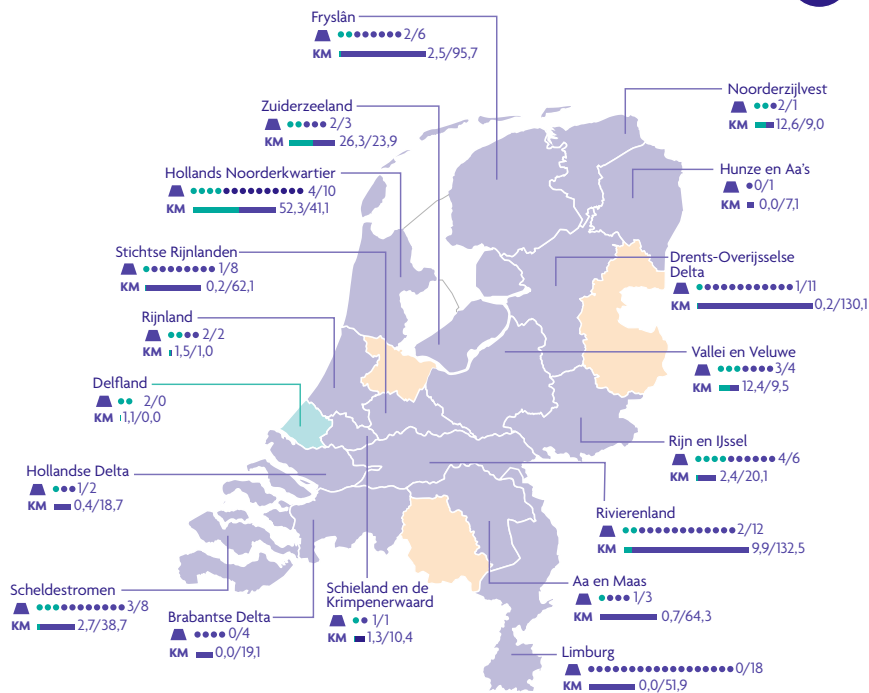 Fryslân
2/6
KM 2,5/95,7
Noorderzijlvest
2/1
KM 12,6/9,0
Zuiderzeeland
2/3
KM 26,3/23,9
Hunze en Aa's
0/1
KM 0,0/7,1
Hollands Noorderkwartier
4/10
KM 52,3/41,1
Stichtse Rijnlanden
1/8
KM 0,2/62,1
Drents-Overijsselse
Delta
1/11
KM 0,2/130,1
Rijnland
2/2
KM 1,5/1,0
Vallei en Veluwe
3/4
KM 12,4/9,5
Delfland
2/0
KM 1,1/0,0
Rijn en IJssel
4/6
KM 2,4/20,1
Hollandse Delta
1/2
KM 0,4/18,7
Rivierenland
2/12
KM 9,9/132,5
Scheldestromen
3/8
KM 2,7/38,7
Brabantse Delta
0/4
KM 0,0/19,1
Schieland en de
Krimpenerwaard
1/1
KM 1,3/10,4
Aa en Maas
1/3
KM 0,7/64,3
Limburg
0/18
KM 0,0/51,9